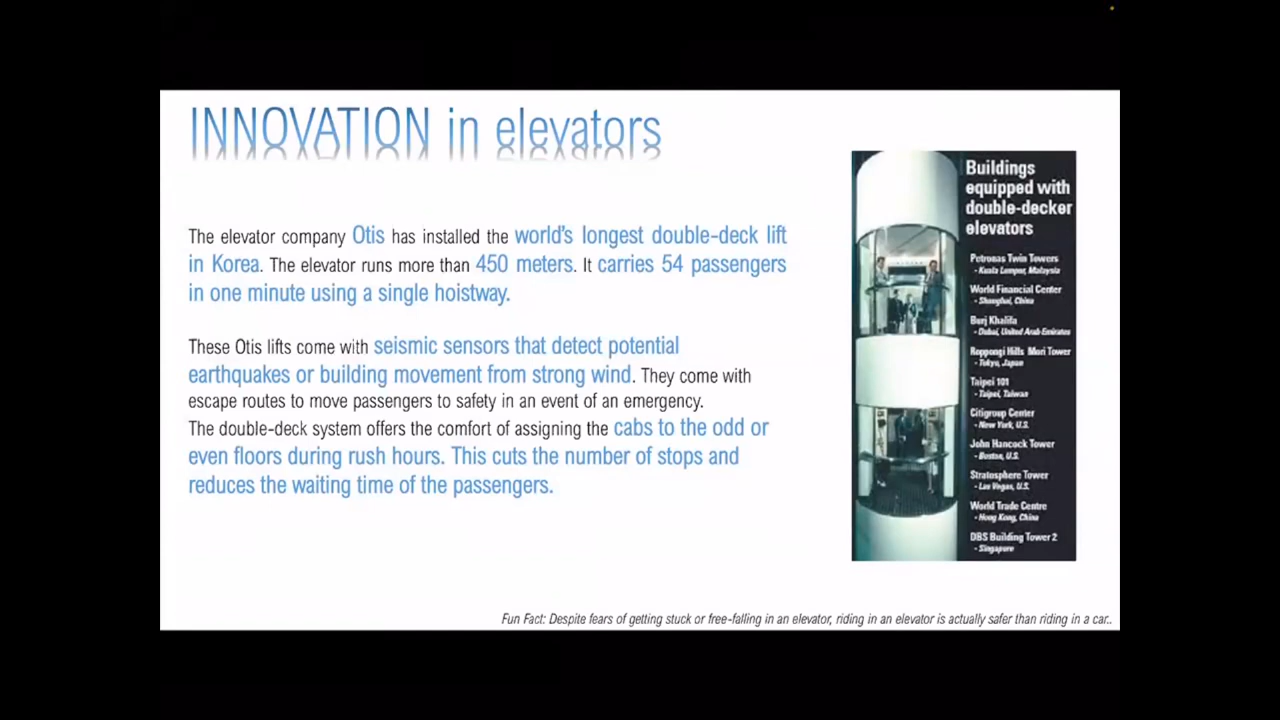 INNOVATION in elevators
The elevator company Otis has installed the world's longest double-deck lift
in Korea. The elevator runs more than 450 meters. It carries 54 passengers
in one minute using a single hoistway.
These Otis lifts come with seismic sensors that detect potential
earthquakes or building movement from strong wind. They come with
escape routes to move passengers to safety in an event of an emergency.
The double-deck system offers the comfort of assigning the cabs to the odd or
even floors during rush hours. This cuts the number of stops and
reduces the waiting time of the passengers.
Buildings
equipped with
double-decker
elevators
Petronas Twin Towers
- Kuala Lumpor, Malaysia
World Financial Center
- Shanghai, China
Burj Khalifa
- Dubai, United Arab Emirates
Roppongi Hills Mori Tower
- Tokyo, Japan
Taipei 101
- Taipei, Taiwan
Citigroup Center
- New York, U.S.
John Hancock Tower
- Boston, U.S.
Stratosphere Tower
- Las Vegas, U.S.
World Trade Centre
- Hong Kong, China
DBS Building Tower 2
- Singapore
Fun Fact: Despite fears of getting stuck or free-falling in an elevator, riding in an elevator is actually safer than riding in a car..